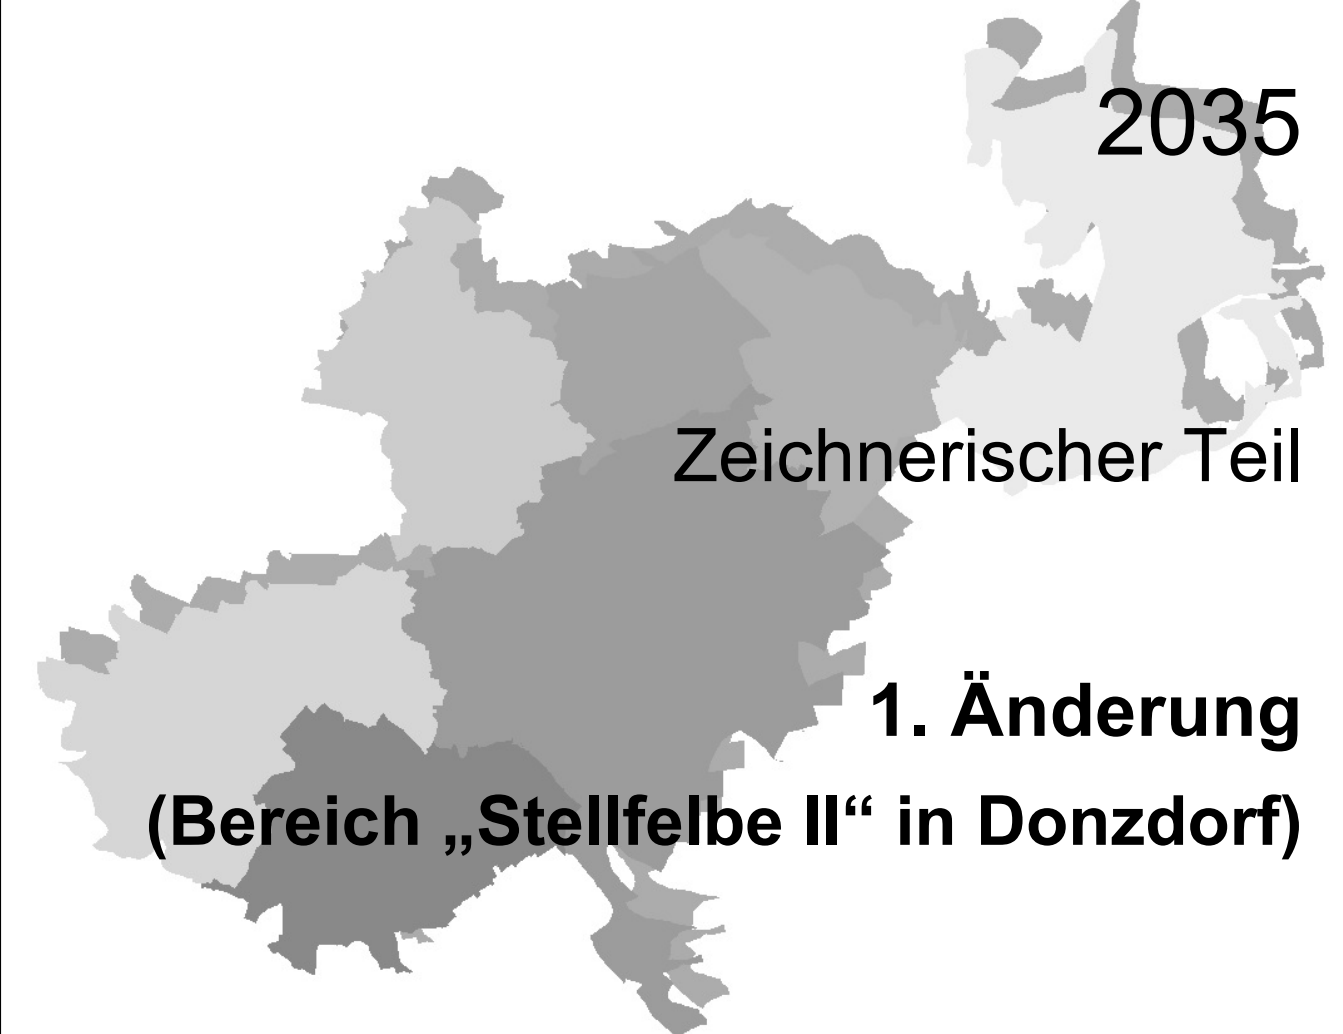 2035
Zeichnerischer Teil
1. Änderung
(Bereich „Stellfelbe II“ in Donzdorf)